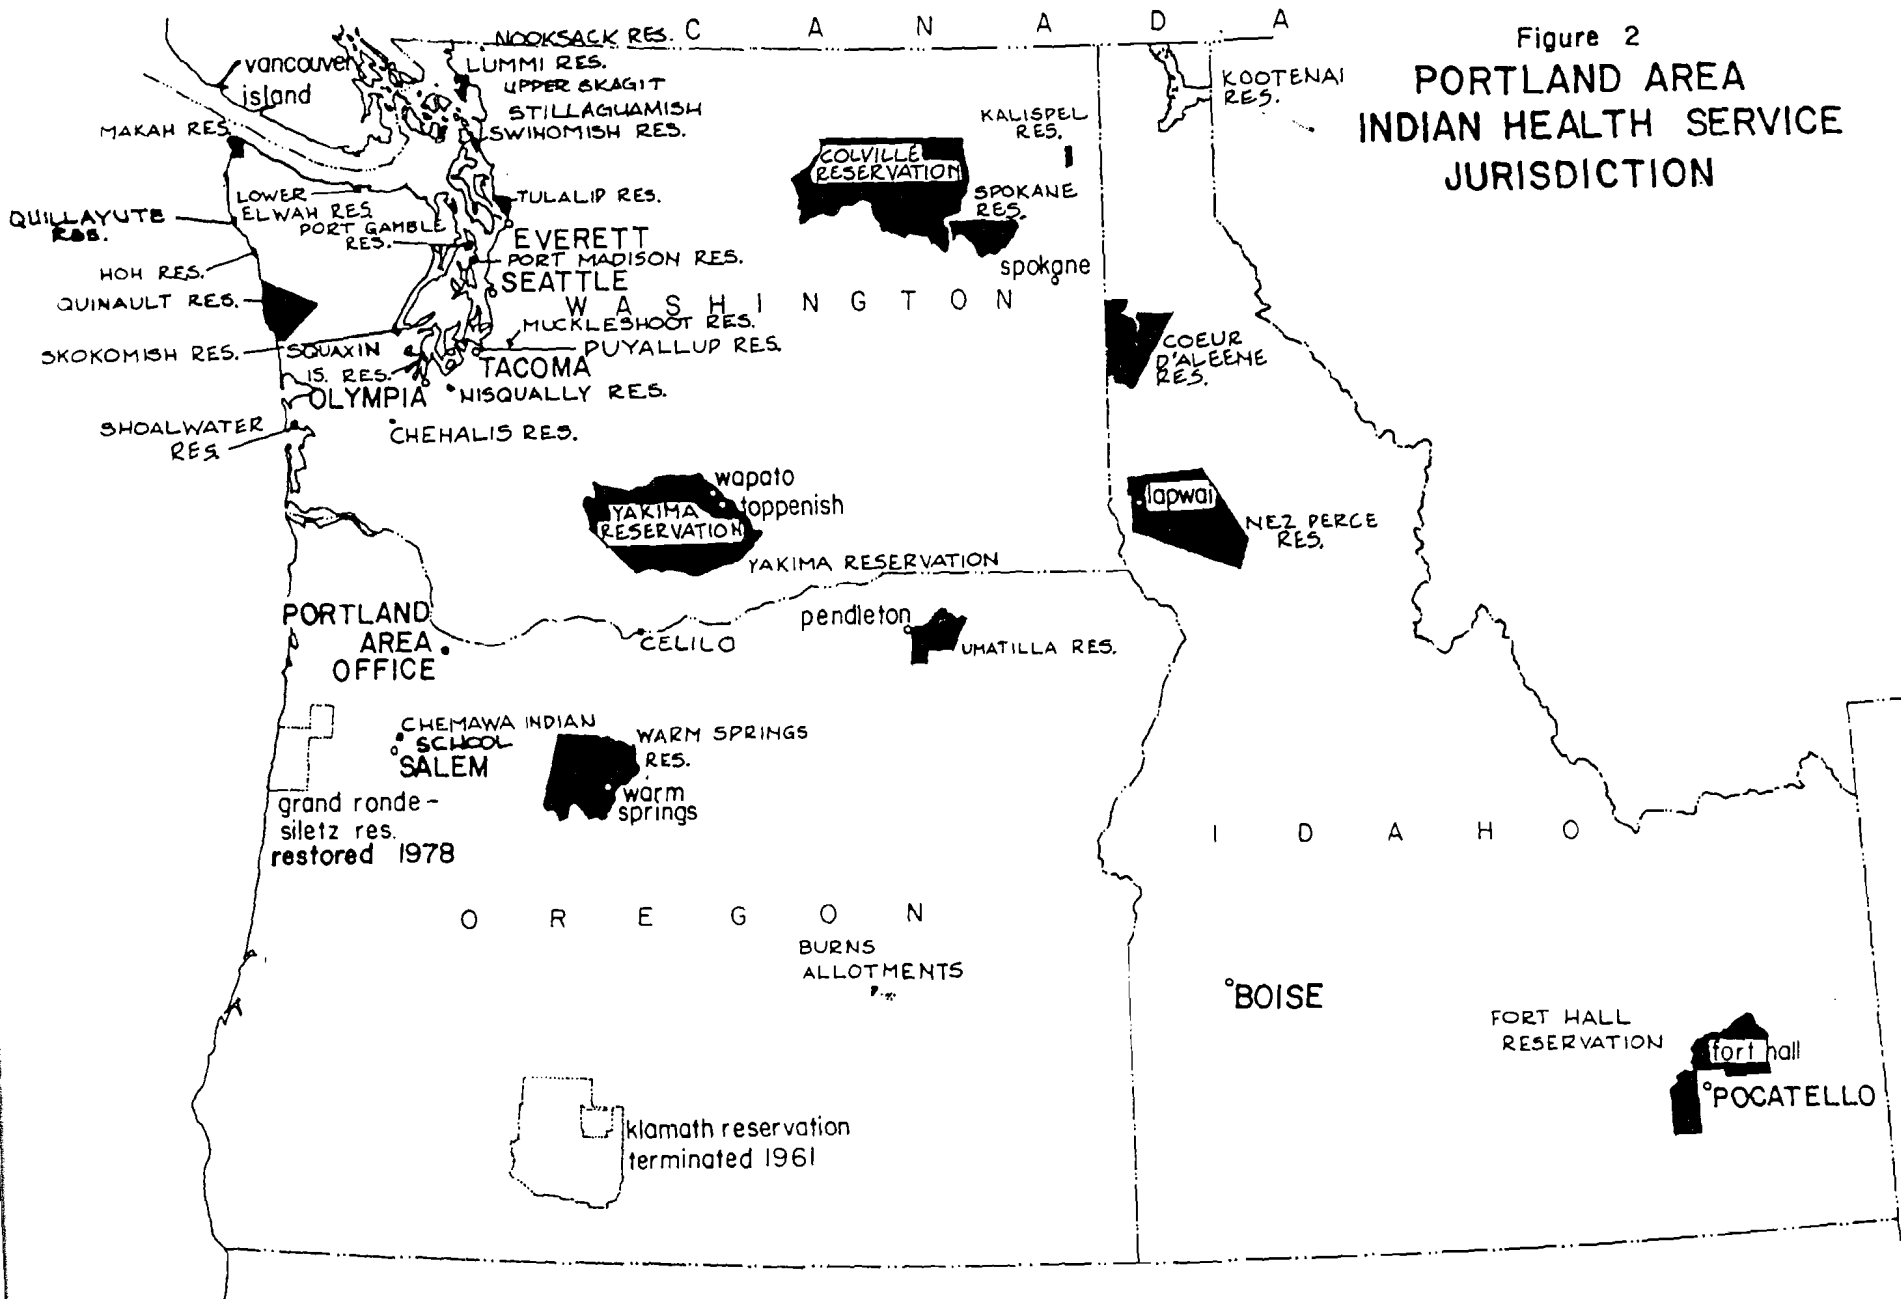 Figure 2
PORTLAND AREA
INDIAN HEALTH SERVICE
JURISDICTION
C A N A D A
NOOKSACK RES.
vancouver
island
LUMMI RES.
UPPER SKAGIT
STILLAGUAMISH
SWINOMISH RES.
MAKAH RES.
LOWER
ELWAH RES.
QUILLAYUTE
RES.
PORT GAMBLE
RES.
TULALIP RES.
EVERETT
PORT MADISON RES.
HOH RES.
SEATTLE
QUINAULT RES.
W A S H I N G T O N
MUCKLESHOOT RES.
PUYALLUP RES.
SKOKOMISH RES.
SQUAXIN
IS. RES.
TACOMA
OLYMPIA
NISQUALLY RES.
SHOALWATER
RES.
CHEHALIS RES.
COLVILLE
RESERVATION
KALISPEL
RES.
SPOKANE
RES.
spokane
KOOTENAI
RES.
COEUR
D'ALEENE
RES.
wapato
toppenish
YAKIMA
RESERVATION
YAKIMA RESERVATION
lapwai
NEZ PERCE
RES.
PORTLAND
AREA
OFFICE
CELILO
pendleton
UMATILLA RES.
CHEMAWA INDIAN
SCHOOL
SALEM
WARM SPRINGS
RES.
warm
springs
grand ronde-
siletz res.
restored 1978
I D A H O
O R E G O N
BURNS
ALLOTMENTS
BOISE
FORT HALL
RESERVATION
fort hall
POCATELLO
klamath reservation
terminated 1961